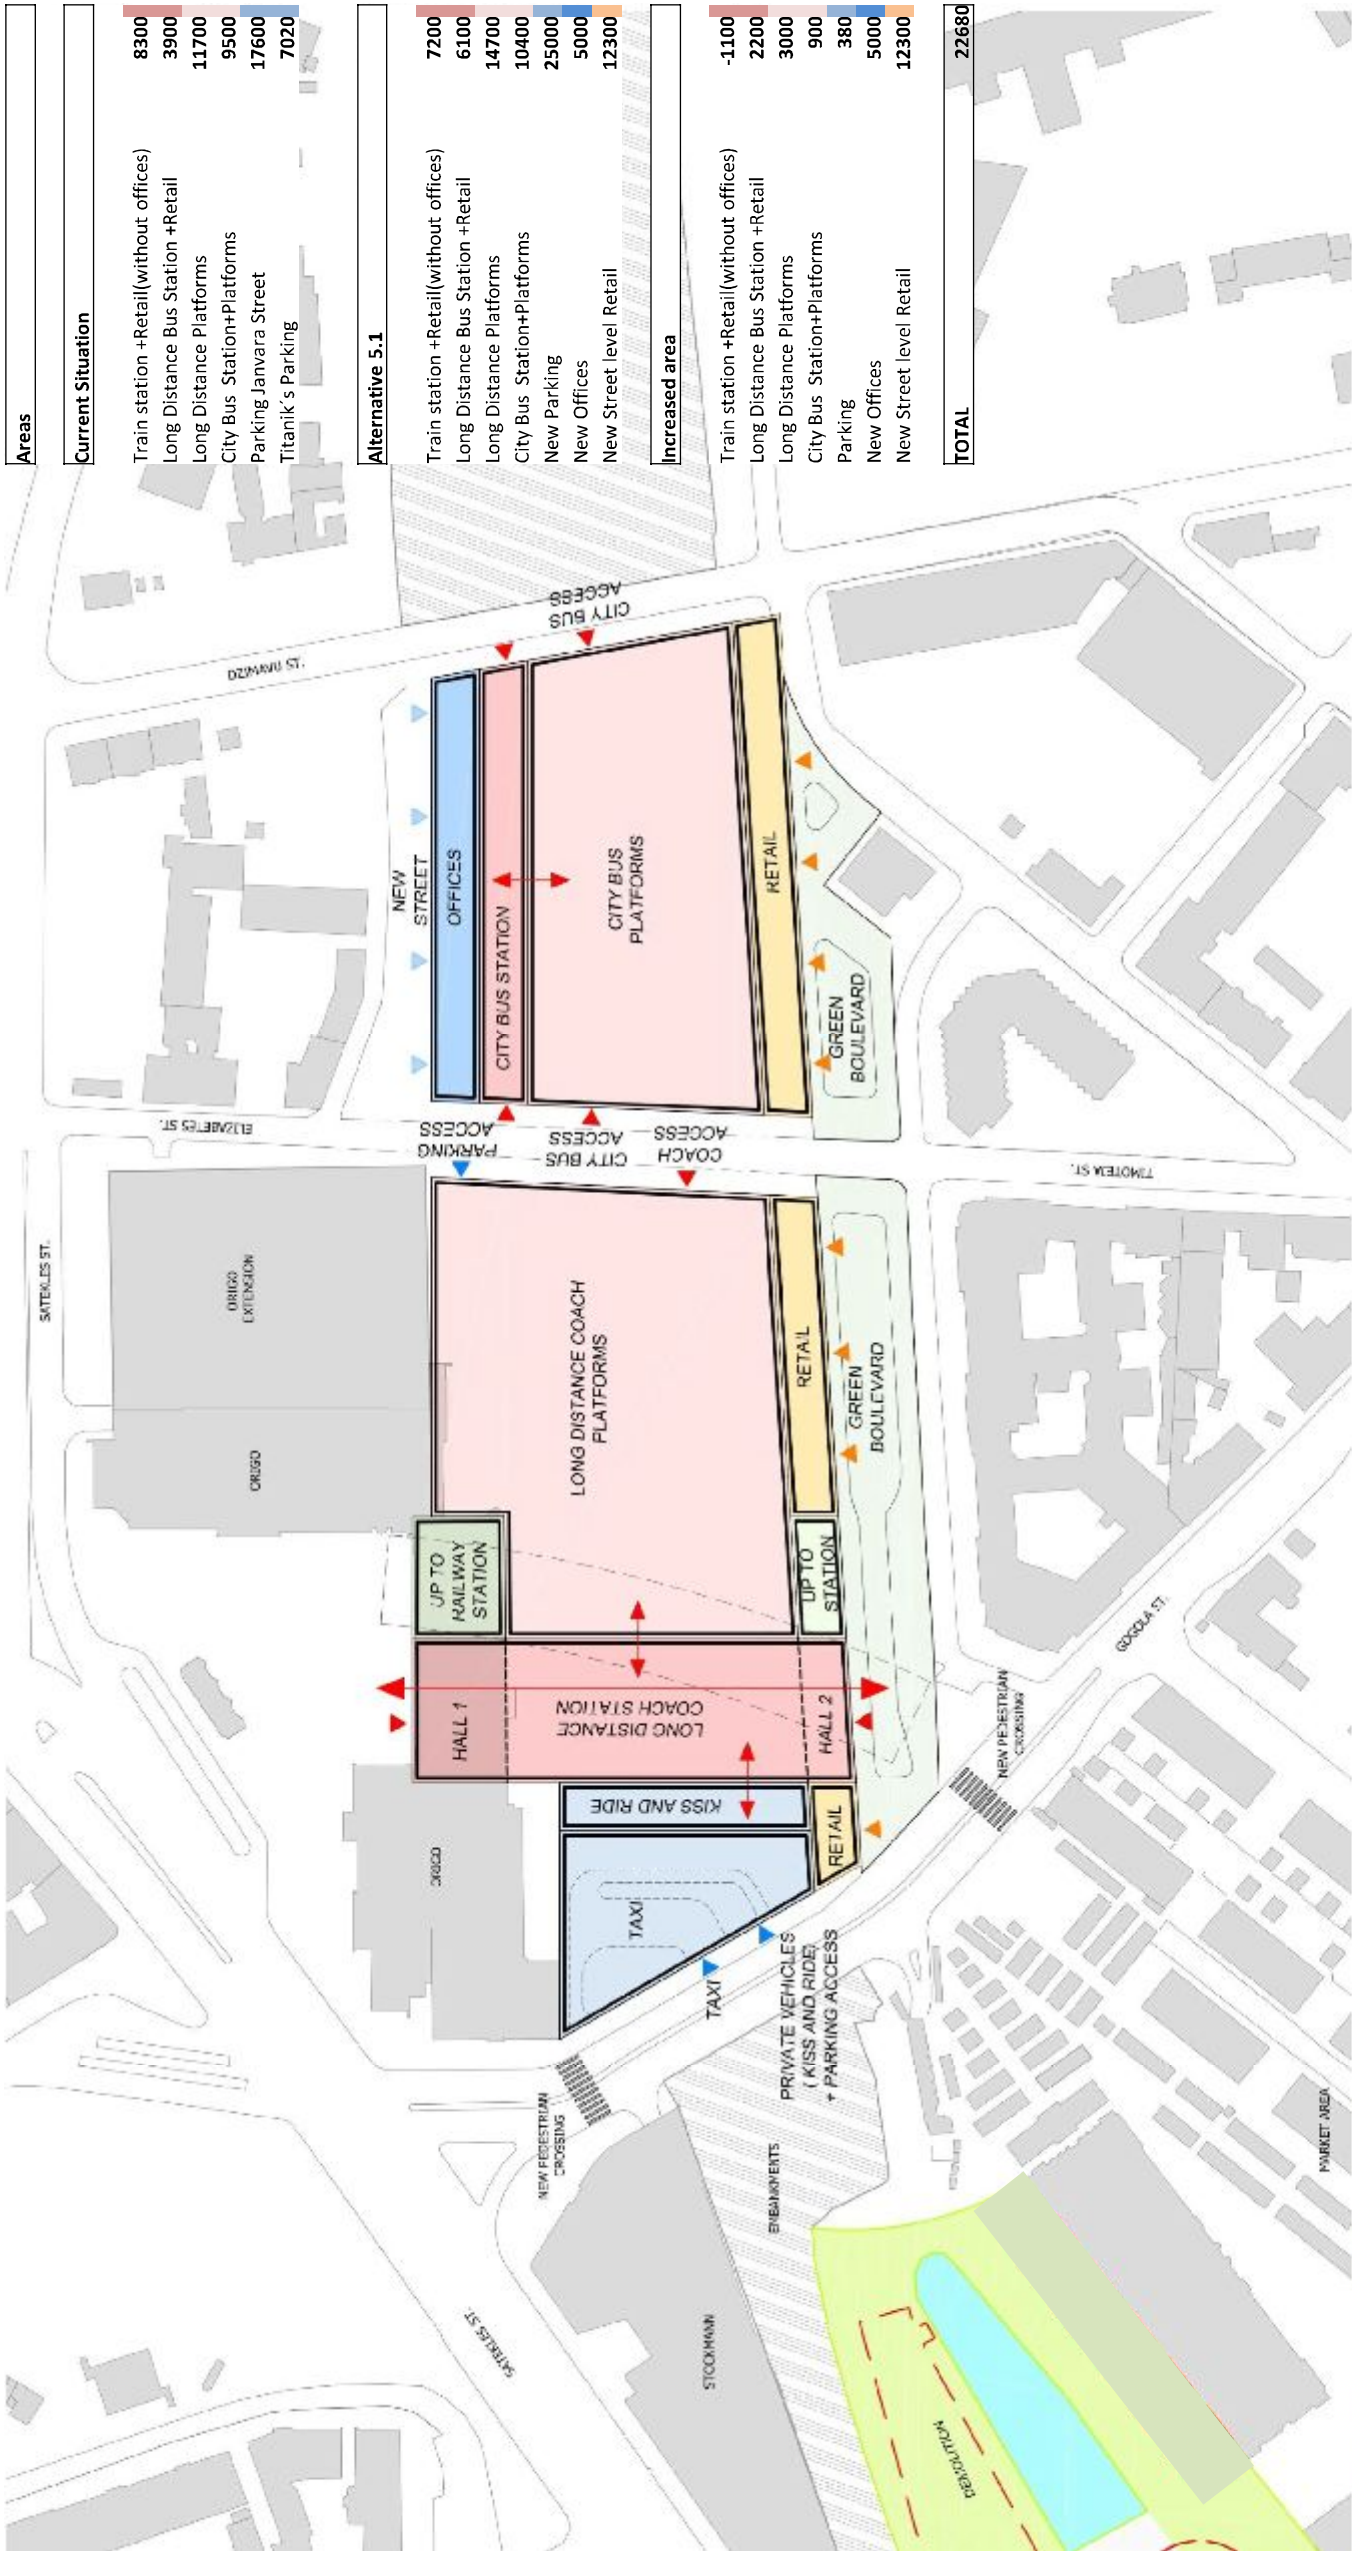 Areas
Current Situation
Train station +Retail(without offices) 8300
Long Distance Bus Station +Retail 3900
Long Distance Platforms 11700
City Bus Station+Platforms 9500
Parking Janvara Street 17600
Titanik´s Parking 7020
Alternative 5.1
Train station +Retail(without offices) 7200
Long Distance Bus Station +Retail 6100
Long Distance Platforms 14700
City Bus Station+Platforms 10400
New Parking 25000
New Offices 5000
New Street level Retail 12300
Increased area
Train station +Retail(without offices) -1100
Long Distance Bus Station +Retail 2200
Long Distance Platforms 3000
City Bus Station+Platforms 900
Parking 380
New Offices 5000
New Street level Retail 12300
TOTAL 22680
SATEKLES ST.
ORIGO
EXTENSION
ORIGO
ELIZABETES ST.
DZIRNAVU ST.
NEW
STREET
OFFICES
CITY BUS STATION
CITY BUS
PLATFORMS
RETAIL
GREEN
BOULEVARD
CITY BUS
ACCESS
PARKING
ACCESS
CITY BUS
ACCESS
COACH
ACCESS
TIMOTEJA ST.
LONG DISTANCE COACH
PLATFORMS
RETAIL
GREEN
BOULEVARD
UP TO
RAILWAY
STATION
UP TO
STATION
HALL 1
LONG DISTANCE
COACH STATION
HALL 2
KISS AND RIDE
RETAIL
TAXI
ORIGO
TAXI
PRIVATE VEHICLES
( KISS AND RIDE)
+ PARKING ACCESS
NEW PEDESTRIAN
CROSSING
GOGOLA ST.
NEW PEDESTRIAN
CROSSING
SATEKLES ST.
STOCKMANN
EMBANKMENTS
DEMOLITION
MARKET AREA